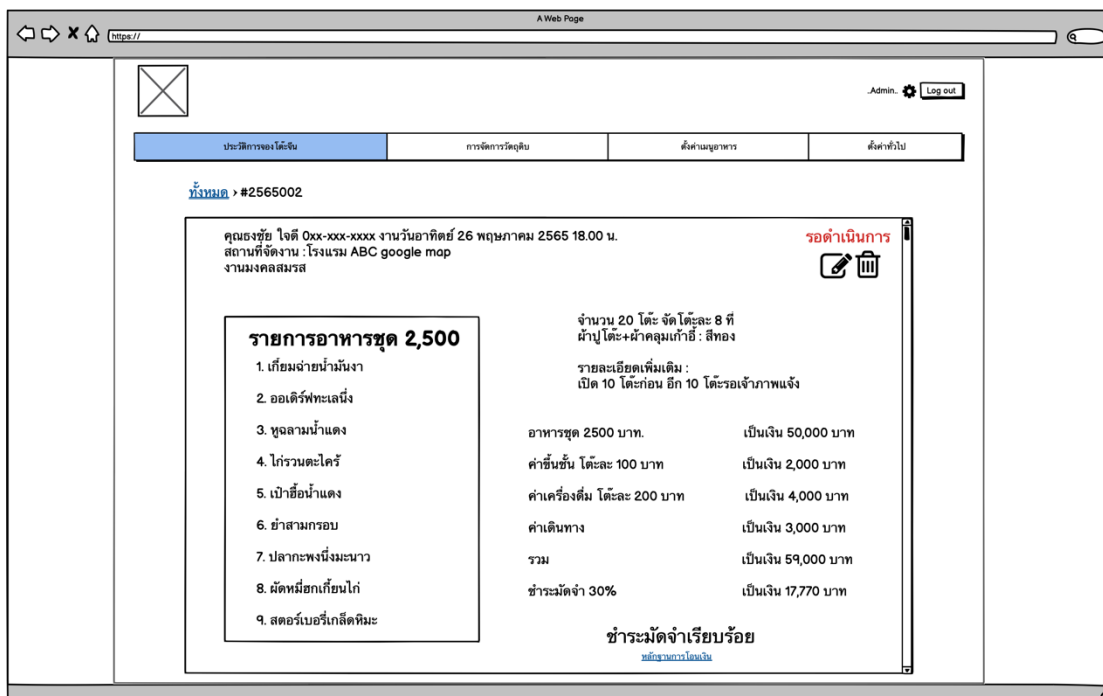 A Web Page
https://
..Admin.. Log out
ประวัติการจองโต๊ะจีน การจัดการวัตถุดิบ ตั้งค่าเมนูอาหาร ตั้งค่าทั่วไป
ทั้งหมด › #2565002
คุณธงชัย ใจดี 0xx-xxx-xxxx งานวันอาทิตย์ 26 พฤษภาคม 2565 18.00 น.
สถานที่จัดงาน :โรงแรม ABC google map
งานมงคลสมรส
รอดำเนินการ
รายการอาหารชุด 2,500
1. เกี๊ยมฉ่ายน้ำมันงา
2. ออเดิร์ฟทะเลนึ่ง
3. หูฉลามน้ำแดง
4. ไก่รวนตะไคร้
5. เป๋าฮื้อน้ำแดง
6. ยำสามกรอบ
7. ปลากะพงนึ่งมะนาว
8. ผัดหมี่ฮกเกี้ยนไก่
9. สตอร์เบอรี่เกล็ดหิมะ
จำนวน 20 โต๊ะ จัดโต๊ะละ 8 ที่
ผ้าปูโต๊ะ+ผ้าคลุมเก้าอี้ : สีทอง
รายละเอียดเพิ่มเติม :
เปิด 10 โต๊ะก่อน อีก 10 โต๊ะรอเจ้าภาพแจ้ง
อาหารชุด 2500 บาท. เป็นเงิน 50,000 บาท
ค่าขึ้นชั้น โต๊ะละ 100 บาท เป็นเงิน 2,000 บาท
ค่าเครื่องดื่ม โต๊ะละ 200 บาท เป็นเงิน 4,000 บาท
ค่าเดินทาง เป็นเงิน 3,000 บาท
รวม เป็นเงิน 59,000 บาท
ชำระมัดจำ 30% เป็นเงิน 17,770 บาท
ชำระมัดจำเรียบร้อย
หลักฐานการโอนเงิน